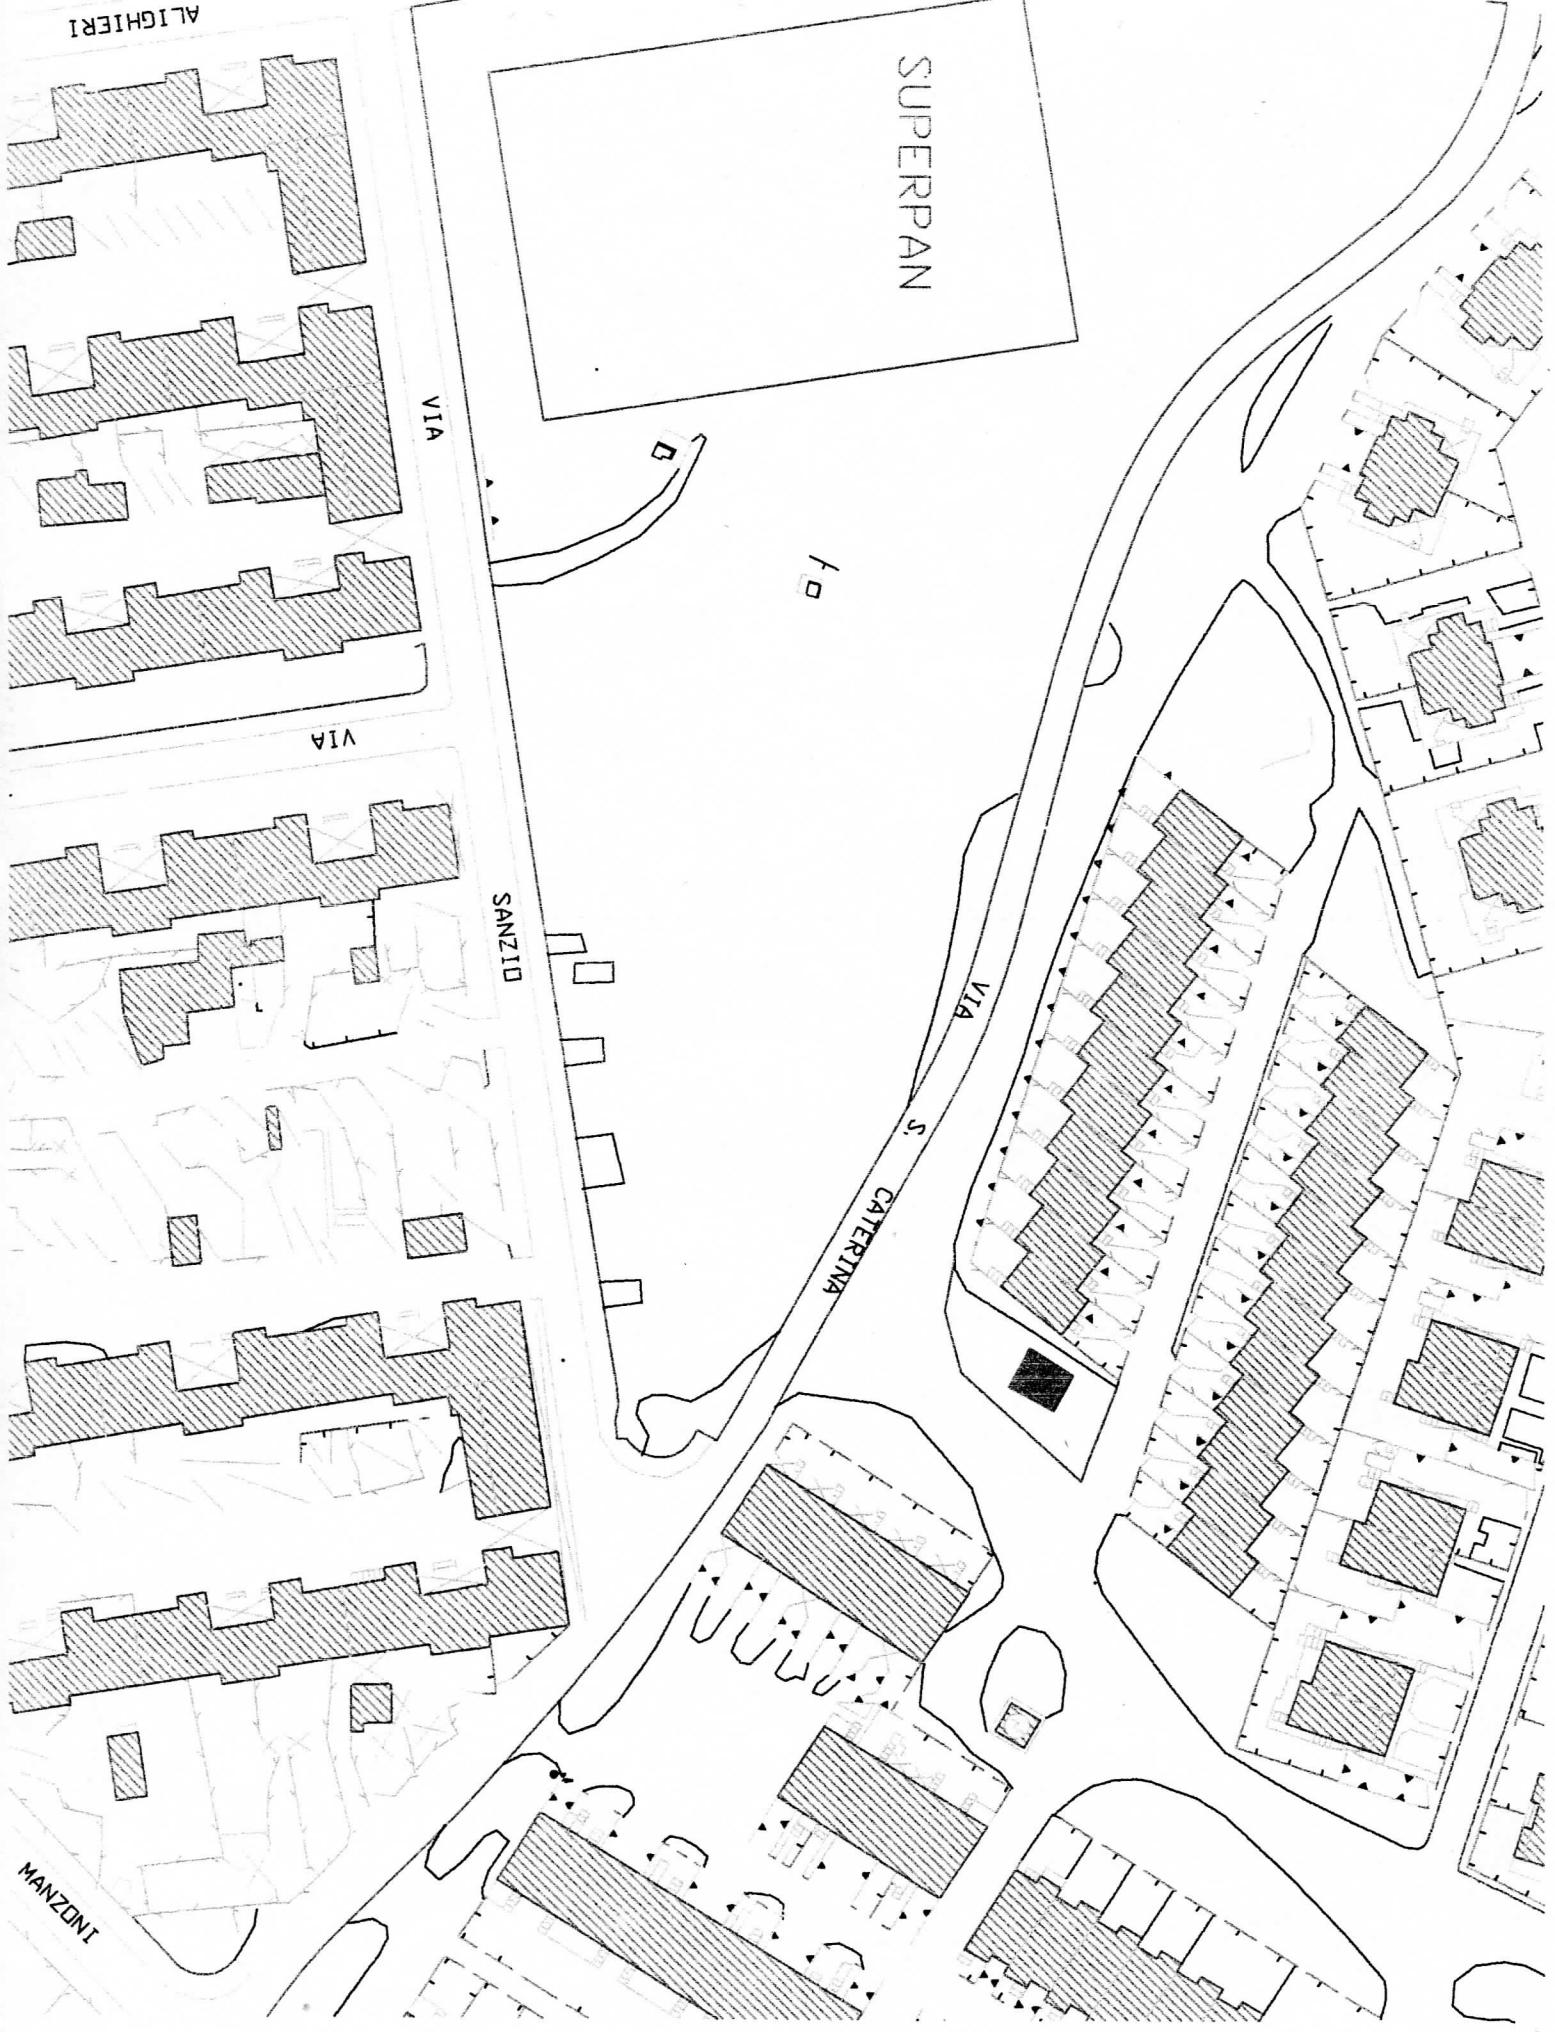 ALIGHIERI
SUPERPAN
VIA
SANZIO
VIA
VIA
S.
CATERINA
MANZONI